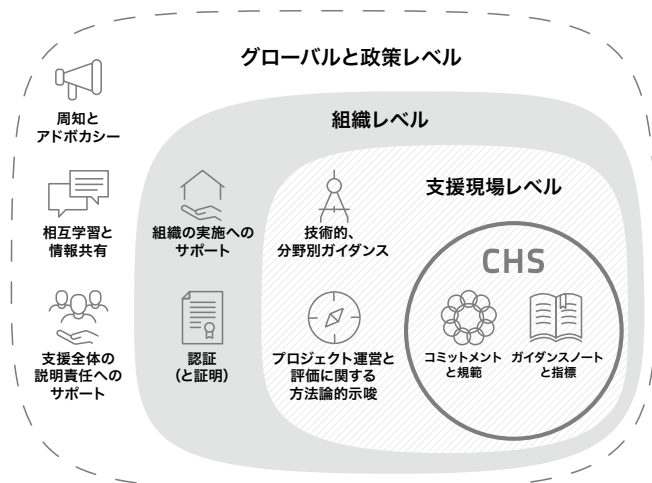 グローバルと政策レベル
周知と
アドボカシー
相互学習と
情報共有
支援全体の
説明責任への
サポート
組織レベル
組織の実施への
サポート
認証
（と証明）
支援現場レベル
技術的、
分野別ガイダンス
プロジェクト運営と
評価に関する
方法論的示唆
CHS
コミットメント
と規範
ガイダンスノート
と指標